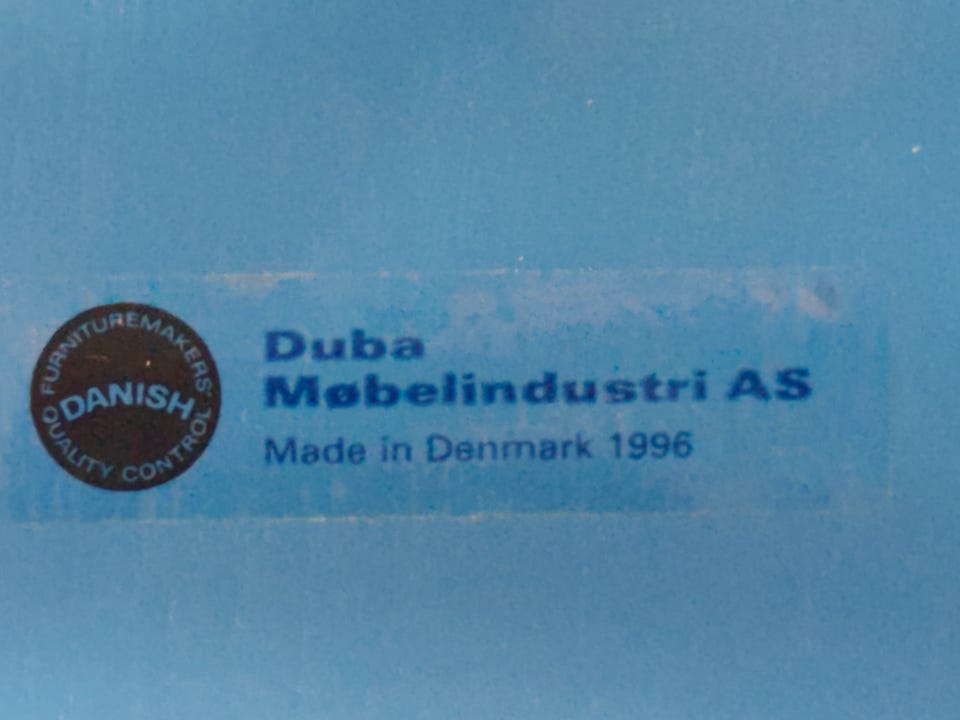 FURNITUREMAKERS'
DANISH
QUALITY CONTROL
Duba
Møbelindustri AS
Made in Denmark 1996